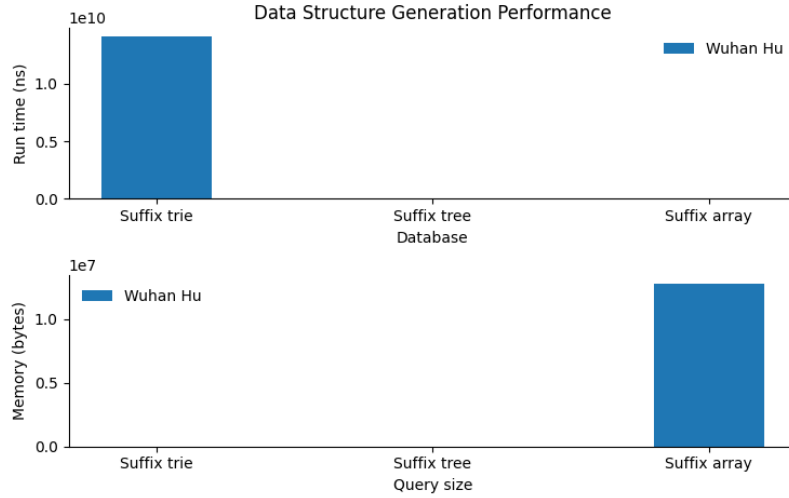 Data Structure Generation Performance
1e10
Wuhan Hu
Run time (ns)
1.0
0.5
0.0
Suffix trie Suffix tree Suffix array
Database
1e7
Wuhan Hu
Memory (bytes)
1.0
0.5
0.0
Suffix trie Suffix tree Suffix array
Query size